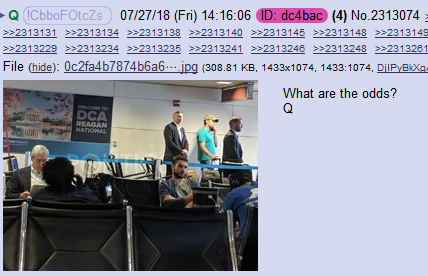 Q !CbboFOtcZs 07/27/18 (Fri) 14:16:06 ID: dc4bac (4) No.2313074
>>2313131 >>2313134 >>2313138 >>2313140 >>2313145 >>2313148 >>2313149
>>2313229 >>2313234 >>2313235 >>2313241 >>2313246 >>2313248 >>2313261
File (hide): 0c2fa4b7874b6a6⋯.jpg (308.81 KB, 1433x1074, 1433:1074,
What are the odds?
Q
WELCOME TO
DCA
REAGAN
NATIONAL